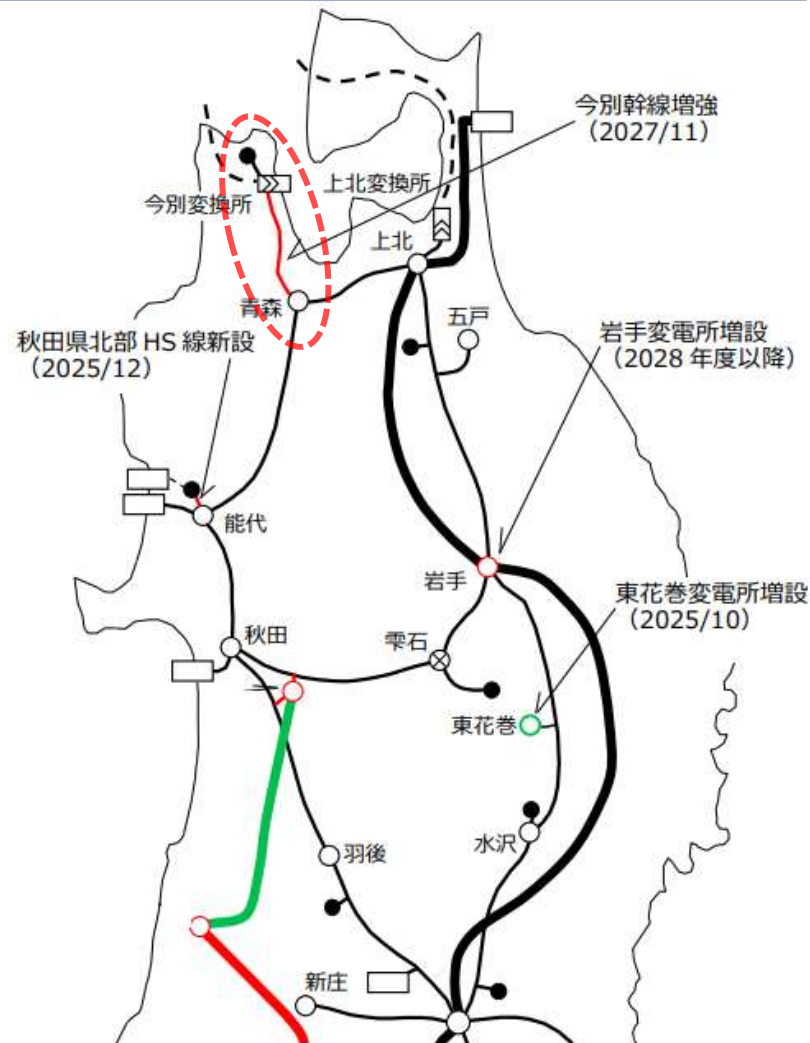 今別幹線増強
（2027/11）
上北変換所
今別変換所
上北
青森
五戸
岩手変電所増設
（2028 年度以降）
秋田県北部 HS 線新設
（2025/12）
能代
岩手
東花巻変電所増設
（2025/10）
秋田
雫石
東花巻
水沢
羽後
新庄